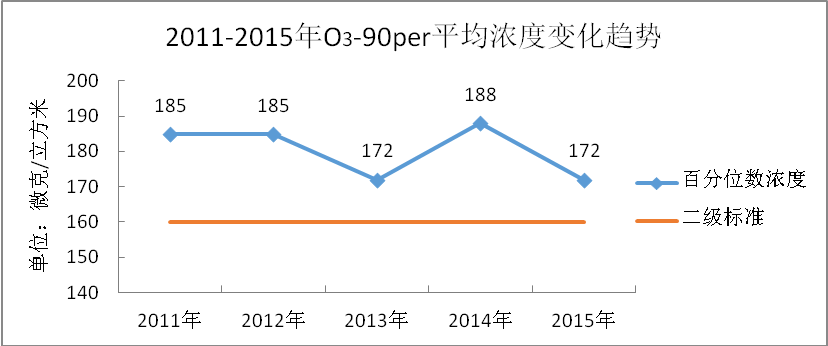 2011-2015年O3-90per平均浓度变化趋势
单位：微克/立方米
200
190
180
170
160
150
140
185
185
172
188
172
2011年
2012年
2013年
2014年
2015年
百分位数浓度
二级标准